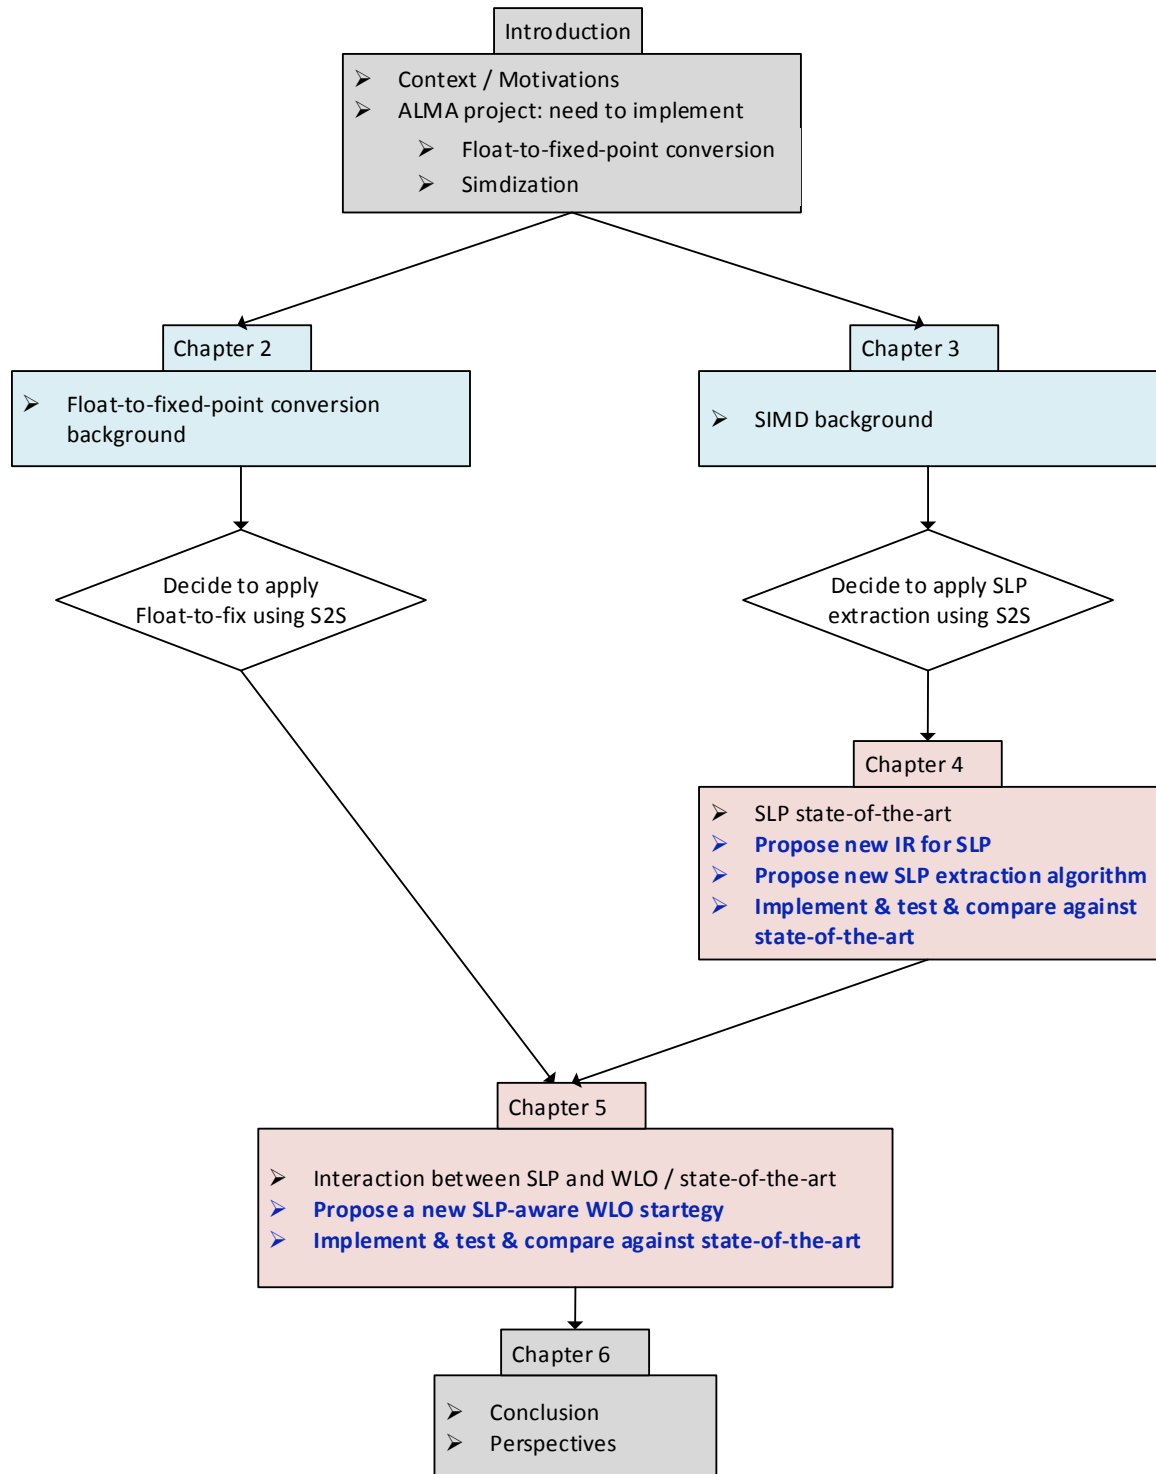 Introduction
Context / Motivations
ALMA project: need to implement
Float-to-fixed-point conversion
Simdization
Chapter 2
Float-to-fixed-point conversion
background
Chapter 3
SIMD background
Decide to apply
Float-to-fix using S2S
Decide to apply SLP
extraction using S2S
Chapter 4
SLP state-of-the-art
Propose new IR for SLP
Propose new SLP extraction algorithm
Implement & test & compare against
state-of-the-art
Chapter 5
Interaction between SLP and WLO / state-of-the-art
Propose a new SLP-aware WLO startegy
Implement & test & compare against state-of-the-art
Chapter 6
Conclusion
Perspectives